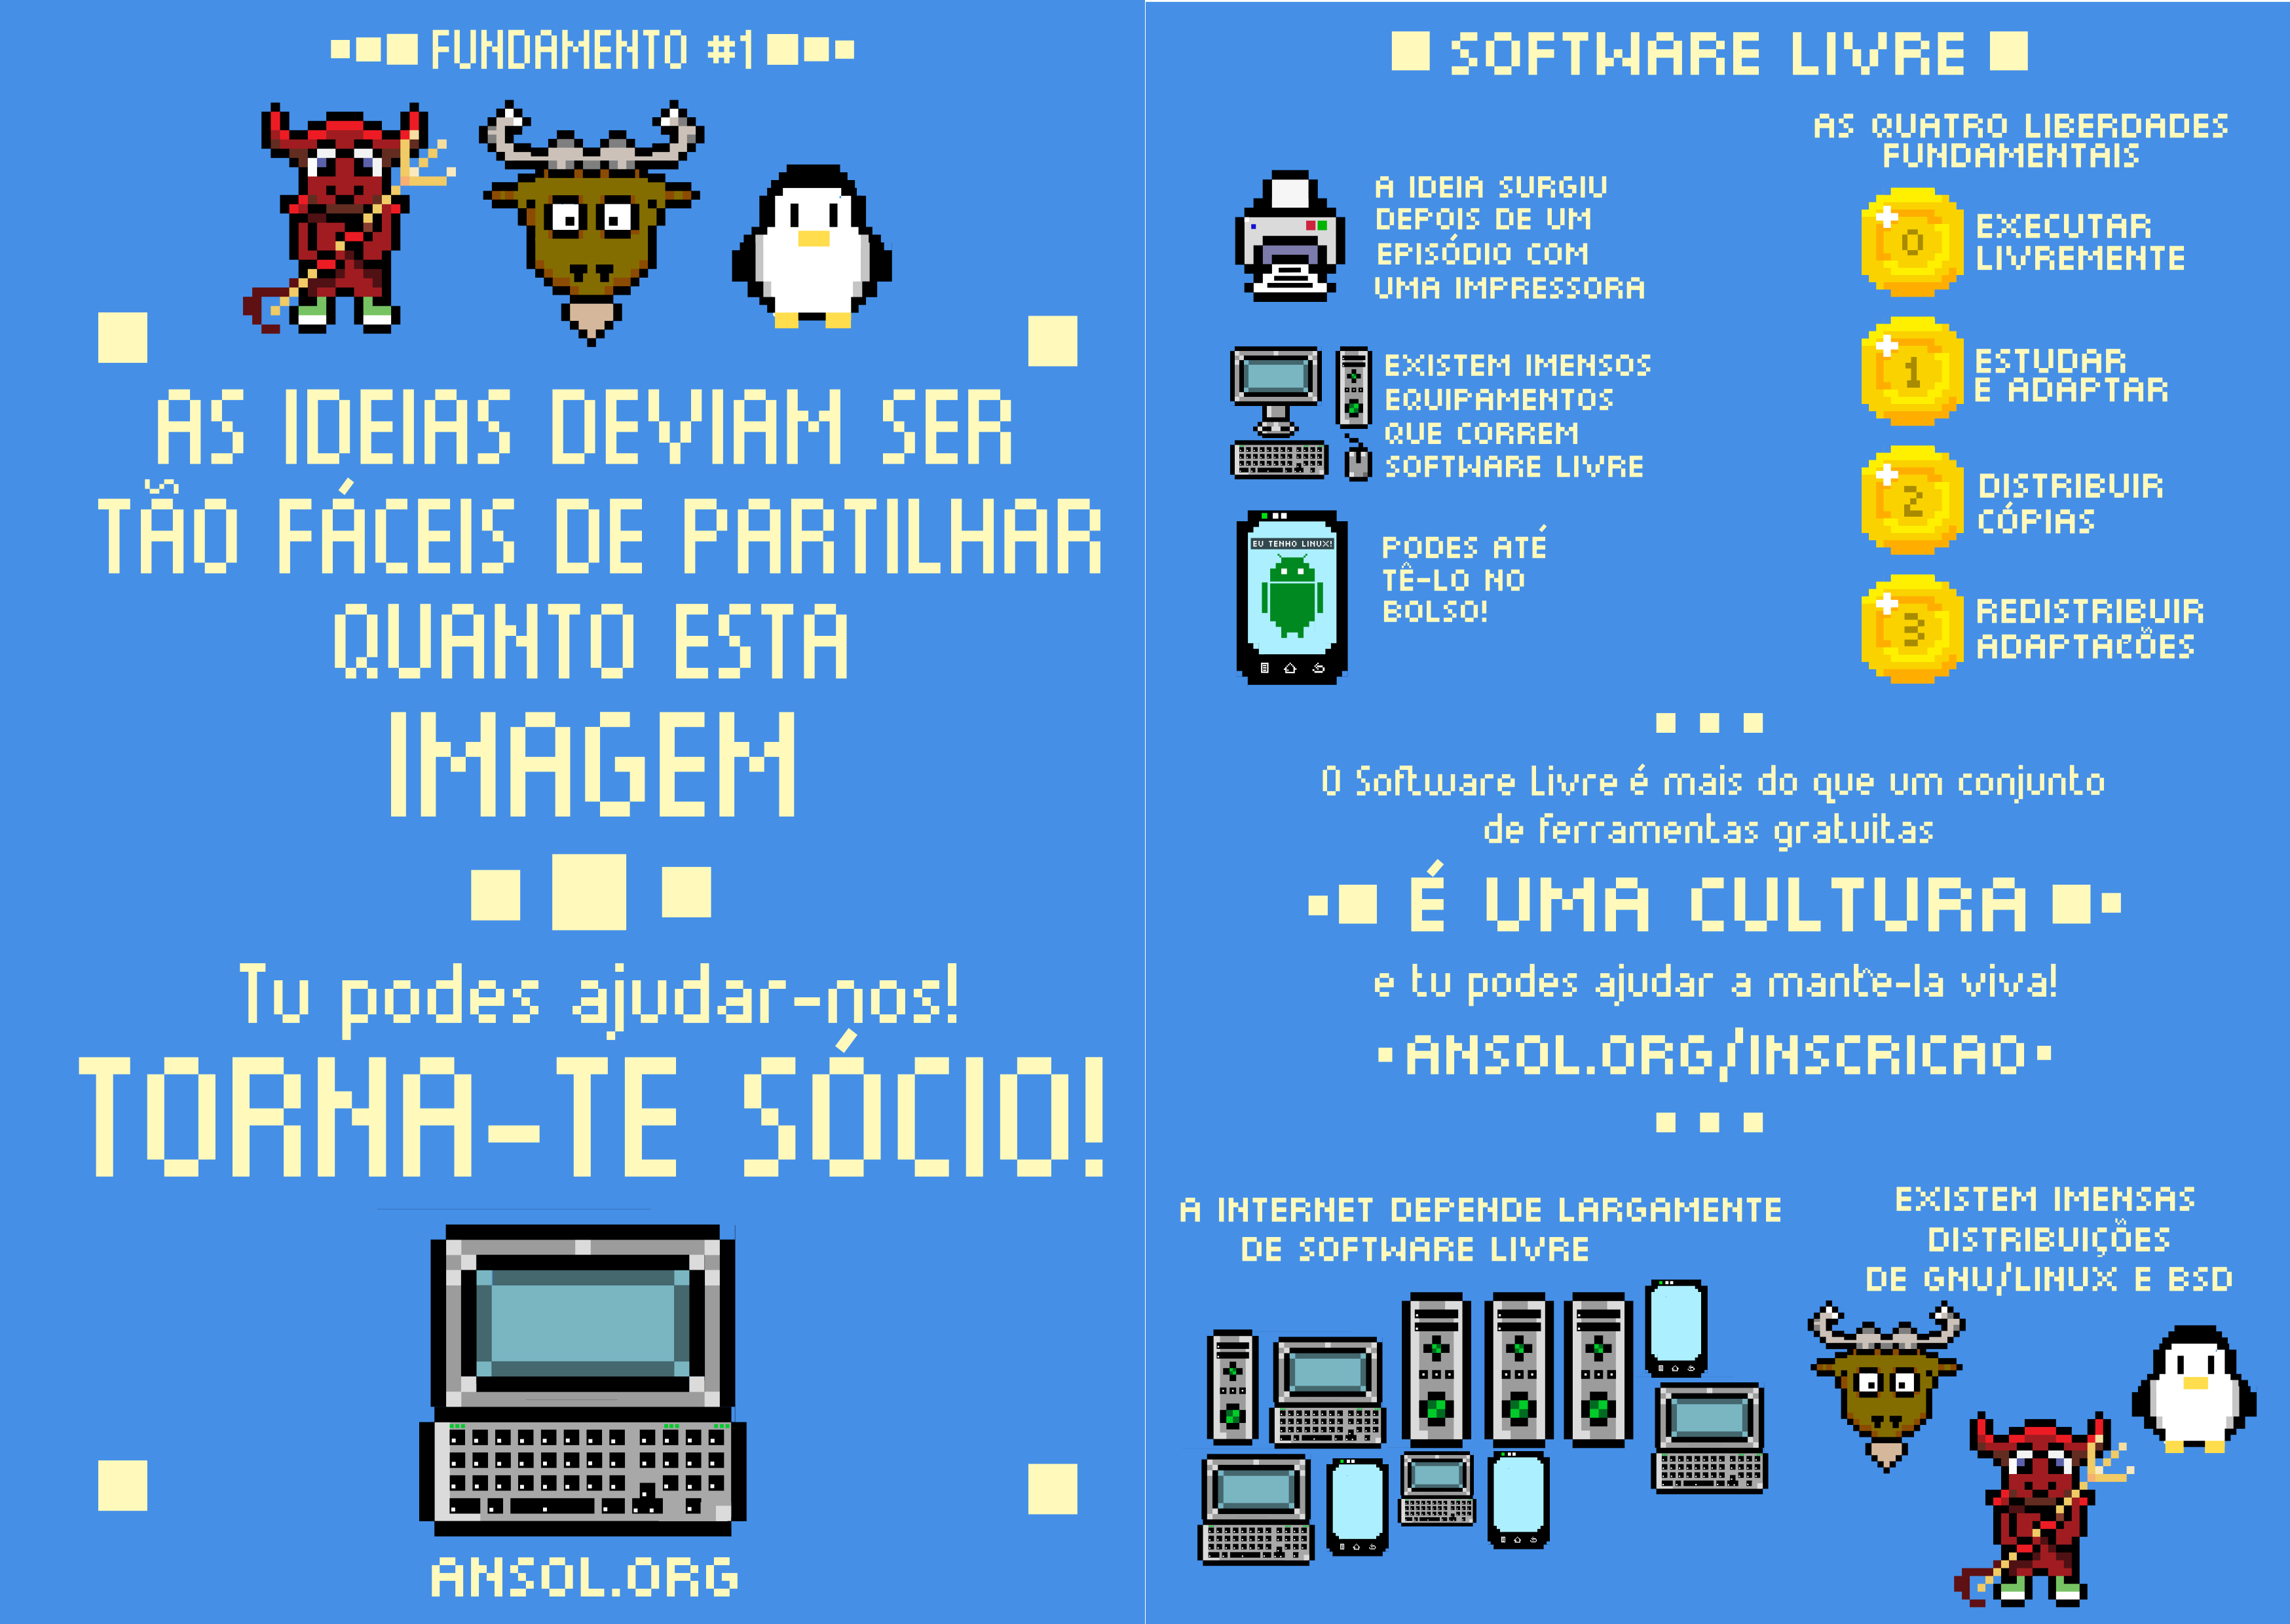 FUNDAMENTO #1
AS IDEIAS DEVIAM SER
TÃO FÁCEIS DE PARTILHAR
QUANTO ESTA
IMAGEM
Tu podes ajudar-nos!
TORNA-TE SÓCIO!
ANSOL.ORG
SOFTWARE LIVRE
A IDEIA SURGIU
DEPOIS DE UM
EPISÓDIO COM
UMA IMPRESSORA
EXISTEM IMENSOS
EQUIPAMENTOS
QUE CORREM
SOFTWARE LIVRE
EU TENHO LINUX!
PODES ATÉ
TÊ-LO NO
BOLSO!
AS QUATRO LIBERDADES
FUNDAMENTAIS
0
EXECUTAR
LIVREMENTE
1
ESTUDAR
E ADAPTAR
2
DISTRIBUIR
CÓPIAS
3
REDISTRIBUIR
ADAPTAÇÕES
O Software Livre é mais do que um conjunto
de ferramentas gratuitas
É UMA CULTURA
e tu podes ajudar a mantê-la viva!
ANSOL.ORG/INSCRICAO
A INTERNET DEPENDE LARGAMENTE
DE SOFTWARE LIVRE
EXISTEM IMENSAS
DISTRIBUIÇÕES
DE GNU/LINUX E BSD